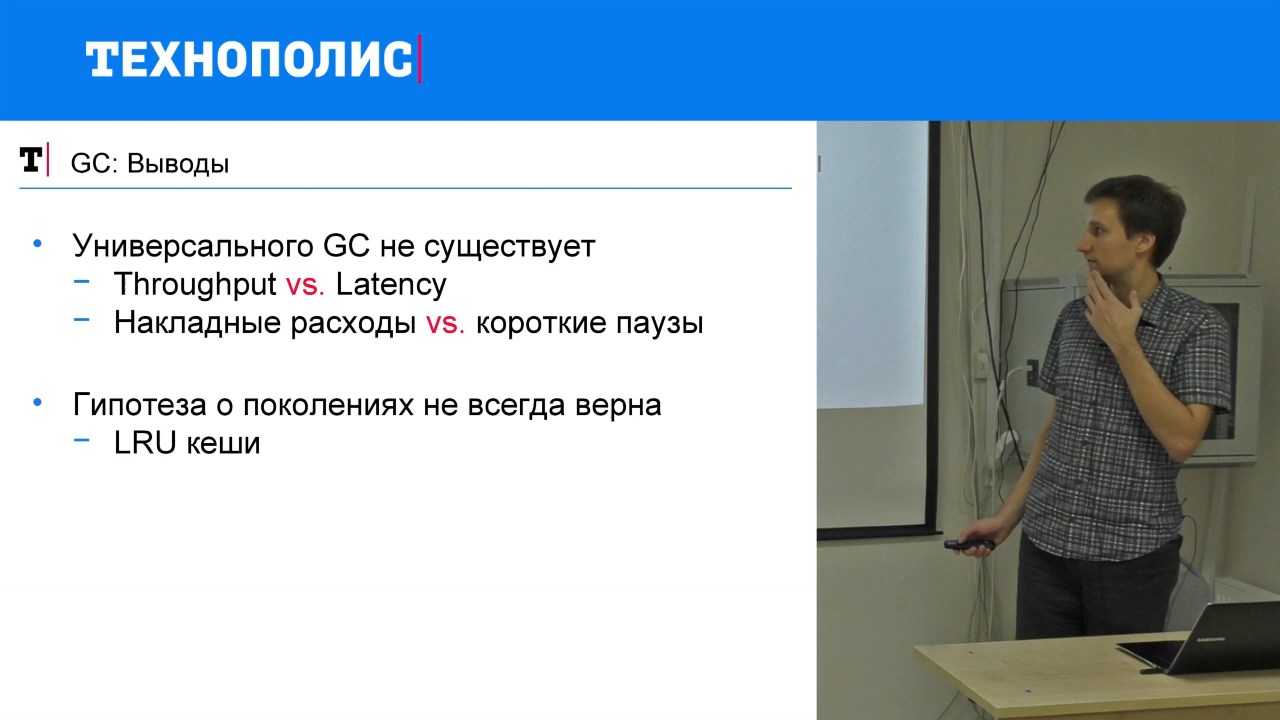 ТЕХНОПОЛИС
T GC: Выводы
Универсального GC не существует
Throughput vs. Latency
Накладные расходы vs. короткие паузы
Гипотеза о поколениях не всегда верна
LRU кеши
SAMSUNG